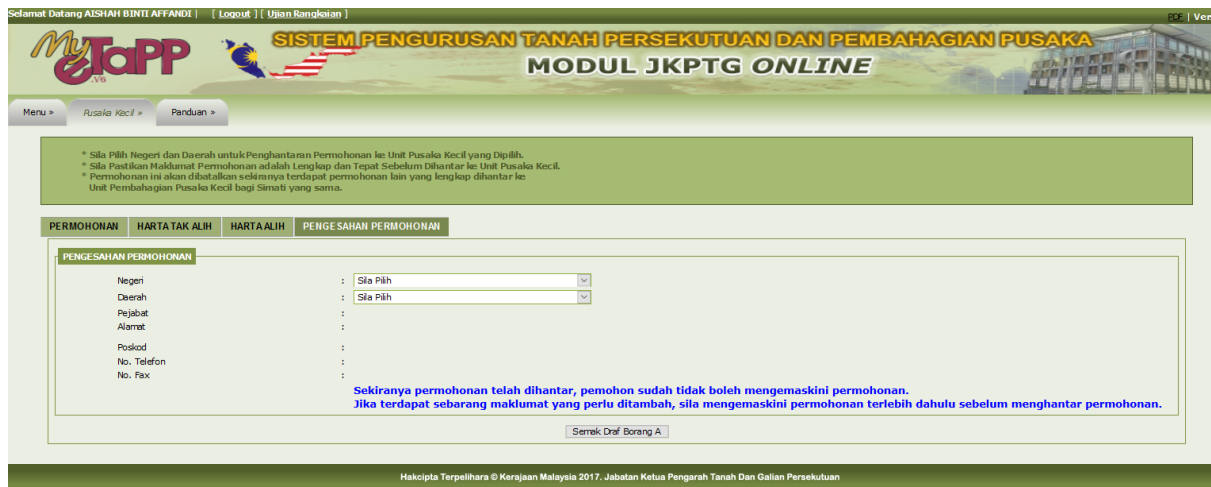 Selamat Datang AISHAH BINTI AFFANDI | [ Logout ] [ Ujian Rangkaian ]
PDF | Ver
MyeTaPP
.V6
SISTEM PENGURUSAN TANAH PERSEKUTUAN DAN PEMBAHAGIAN PUSAKA
MODUL JKPTG ONLINE
Menu » Pusaka Kecil » Panduan »
* Sila Pilih Negeri dan Daerah untuk Penghantaran Permohonan ke Unit Pusaka Kecil yang Dipilih.
* Sila Pastikan Maklumat Permohonan adalah Lengkap dan Tepat Sebelum Dihantar ke Unit Pusaka Kecil.
* Permohonan ini akan dibatalkan sekiranya terdapat permohonan lain yang lengkap dihantar ke
Unit Pembahagian Pusaka Kecil bagi Simati yang sama.
PERMOHONAN HARTA TAK ALIH HARTA ALIH PENGESAHAN PERMOHONAN
PENGESAHAN PERMOHONAN
Negeri : Sila Pilih
Daerah : Sila Pilih
Pejabat :
Alamat :
Poskod :
No. Telefon :
No. Fax :
Sekiranya permohonan telah dihantar, pemohon sudah tidak boleh mengemaskini permohonan.
Jika terdapat sebarang maklumat yang perlu ditambah, sila mengemaskini permohonan terlebih dahulu sebelum menghantar permohonan.
Semak Draf Borang A
Hakcipta Terpelihara © Kerajaan Malaysia 2017. Jabatan Ketua Pengarah Tanah Dan Galian Persekutuan